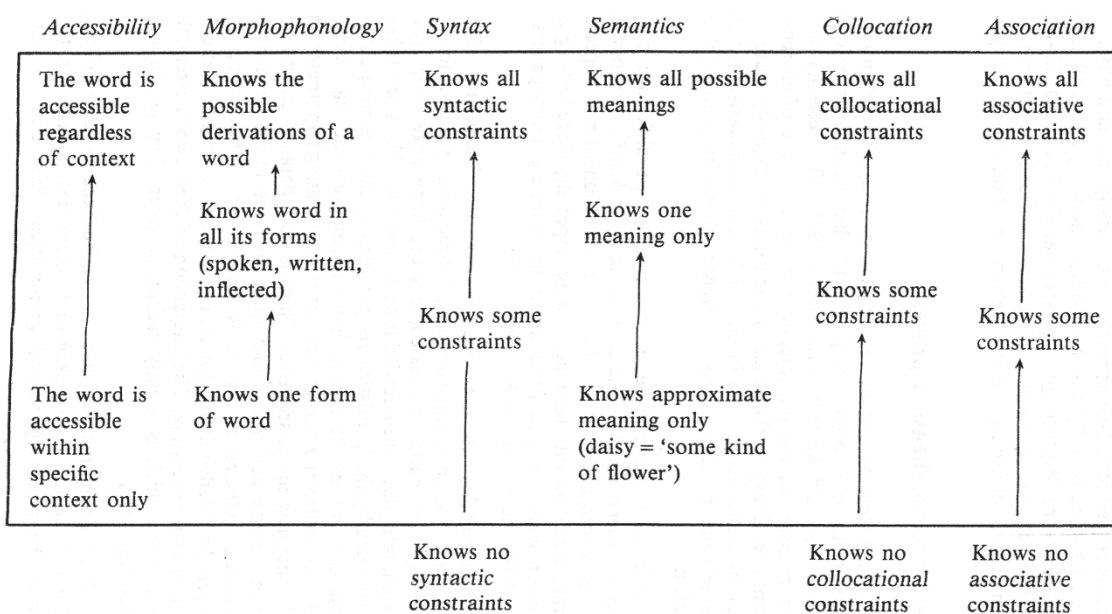 Accessibility Morphophonology Syntax Semantics Collocation Association
The word is
accessible
regardless
of context
The word is
accessible
within
specific
context only
Knows the
possible
derivations of a
word
Knows word in
all its forms
(spoken, written,
inflected)
Knows one form
of word
Knows all
syntactic
constraints
Knows some
constraints
Knows no
syntactic
constraints
Knows all possible
meanings
Knows one
meaning only
Knows approximate
meaning only
(daisy = ‘some kind
of flower’)
Knows all
collocational
constraints
Knows some
constraints
Knows no
collocational
constraints
Knows all
associative
constraints
Knows some
constraints
Knows no
associative
constraints